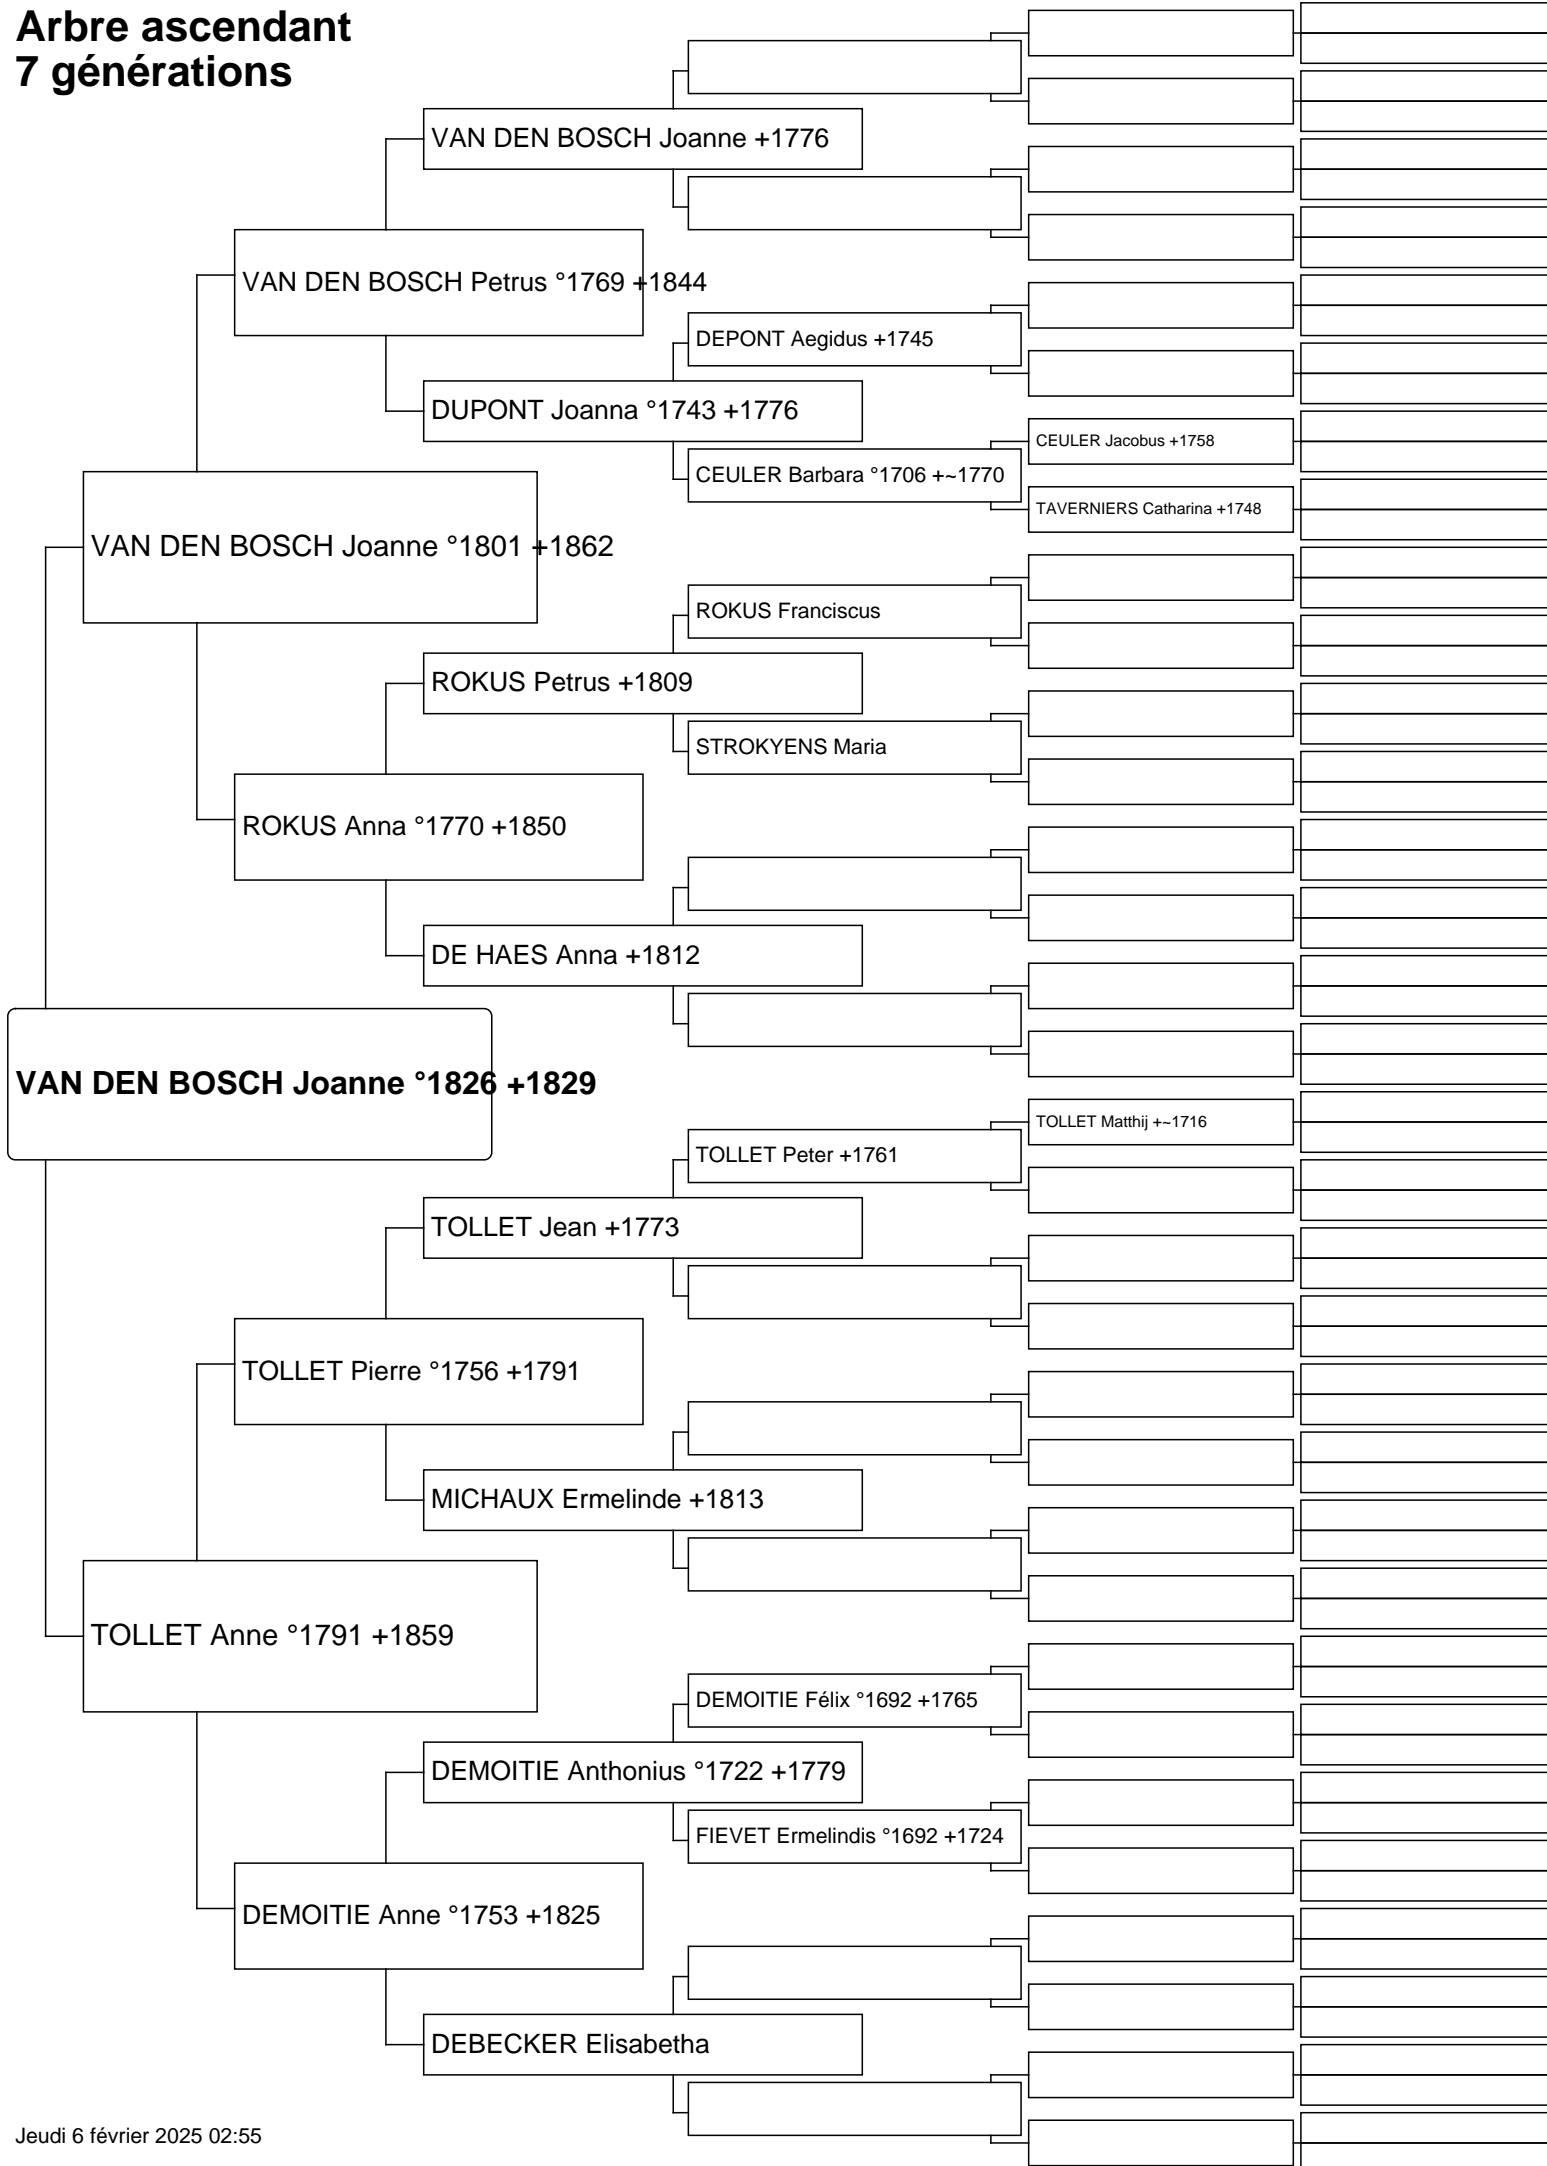 Arbre ascendant
7 générations
VAN DEN BOSCH Joanne +1776
VAN DEN BOSCH Petrus °1769 +1844
DEPONT Aegidus +1745
DUPONT Joanna °1743 +1776
CEULER Jacobus +1758
CEULER Barbara °1706 +~1770
TAVERNIERS Catharina +1748
VAN DEN BOSCH Joanne °1801 +1862
ROKUS Franciscus
ROKUS Petrus +1809
STROKYENS Maria
ROKUS Anna °1770 +1850
DE HAES Anna +1812
VAN DEN BOSCH Joanne °1826 +1829
TOLLET Matthij +~1716
TOLLET Peter +1761
TOLLET Jean +1773
TOLLET Pierre °1756 +1791
MICHAUX Ermelinde +1813
TOLLET Anne °1791 +1859
DEMOITIE Félix °1692 +1765
DEMOITIE Anthonius °1722 +1779
FIEVET Ermelindis °1692 +1724
DEMOITIE Anne °1753 +1825
DEBECKER Elisabetha
Jeudi 6 février 2025 02:55